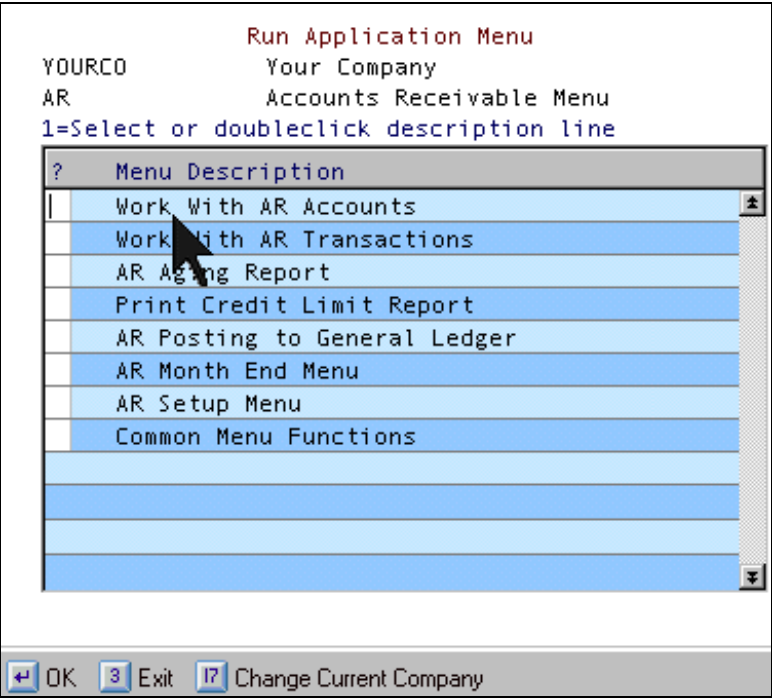 Run Application Menu
YOURCO Your Company
AR Accounts Receivable Menu
1=Select or doubleclick description line
? Menu Description
Work With AR Accounts
Work With AR Transactions
AR Aging Report
Print Credit Limit Report
AR Posting to General Ledger
AR Month End Menu
AR Setup Menu
Common Menu Functions
OK 3 Exit 17 Change Current Company